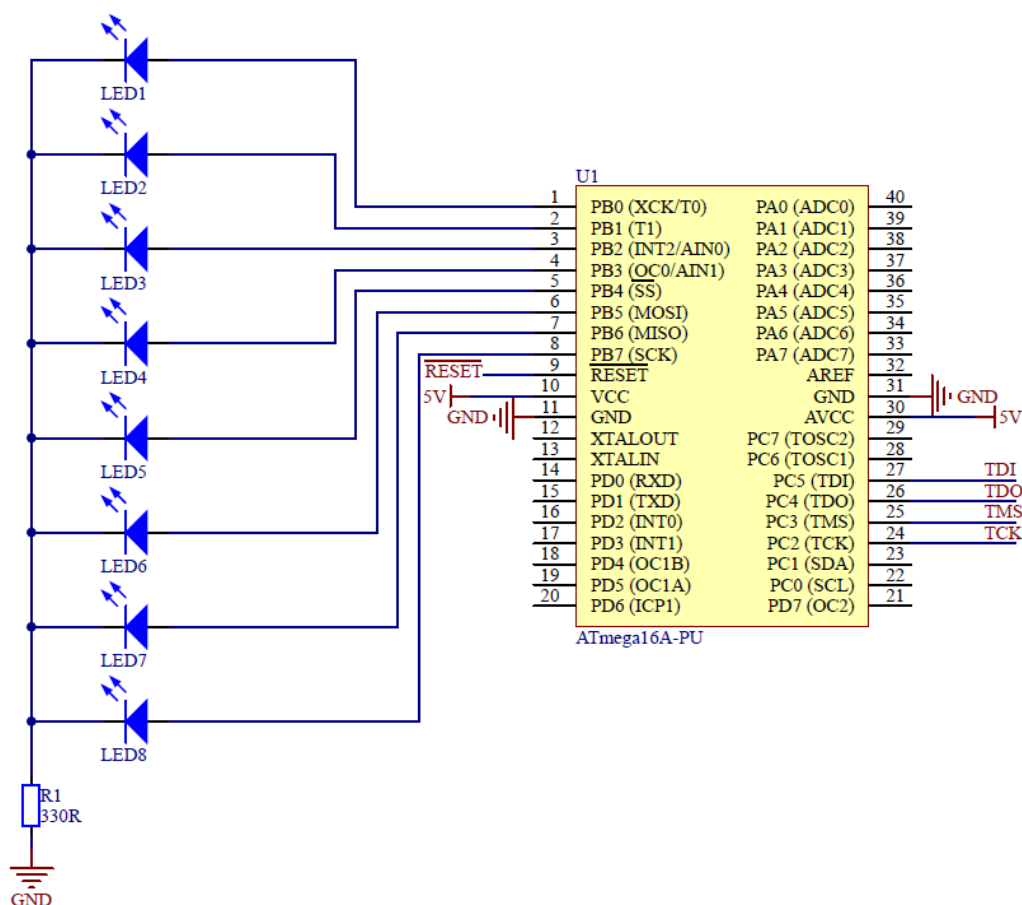 LED1
LED2
LED3
LED4
LED5
LED6
LED7
LED8
R1
330R
GND
U1
1 PB0 (XCK/T0) PA0 (ADC0) 40
2 PB1 (T1) PA1 (ADC1) 39
3 PB2 (INT2/AIN0) PA2 (ADC2) 38
4 PB3 (OC0/AIN1) PA3 (ADC3) 37
5 PB4 (SS) PA4 (ADC4) 36
6 PB5 (MOSI) PA5 (ADC5) 35
7 PB6 (MISO) PA6 (ADC6) 34
8 PB7 (SCK) PA7 (ADC7) 33
RESET 9 RESET AREF 32
5V 10 VCC GND 31 GND
GND 11 GND AVCC 30 5V
12 XTALOUT PC7 (TOSC2) 29
13 XTALIN PC6 (TOSC1) 28
14 PD0 (RXD) PC5 (TDI) 27 TDI
15 PD1 (TXD) PC4 (TDO) 26 TDO
16 PD2 (INT0) PC3 (TMS) 25 TMS
17 PD3 (INT1) PC2 (TCK) 24 TCK
18 PD4 (OC1B) PC1 (SDA) 23
19 PD5 (OC1A) PC0 (SCL) 22
20 PD6 (ICP1) PD7 (OC2) 21
ATmega16A-PU